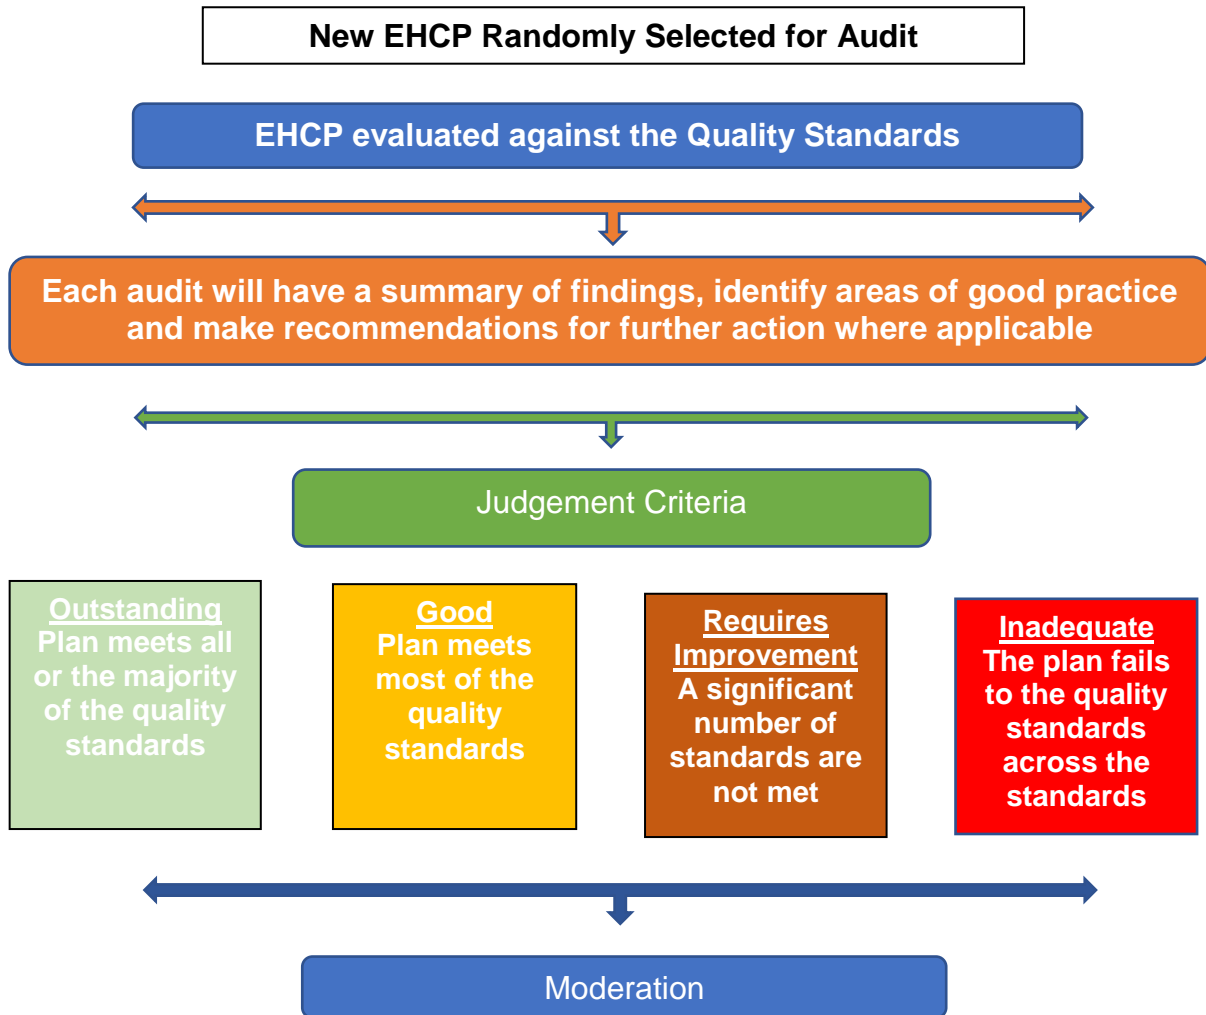 New EHCP Randomly Selected for Audit
EHCP evaluated against the Quality Standards
Each audit will have a summary of findings, identify areas of good practice
and make recommendations for further action where applicable
Judgement Criteria
Outstanding
Plan meets all
or the majority
of the quality
standards
Good
Plan meets
most of the
quality
standards
Requires
Improvement
A significant
number of
standards are
not met
Inadequate
The plan fails
to the quality
standards
across the
standards
Moderation